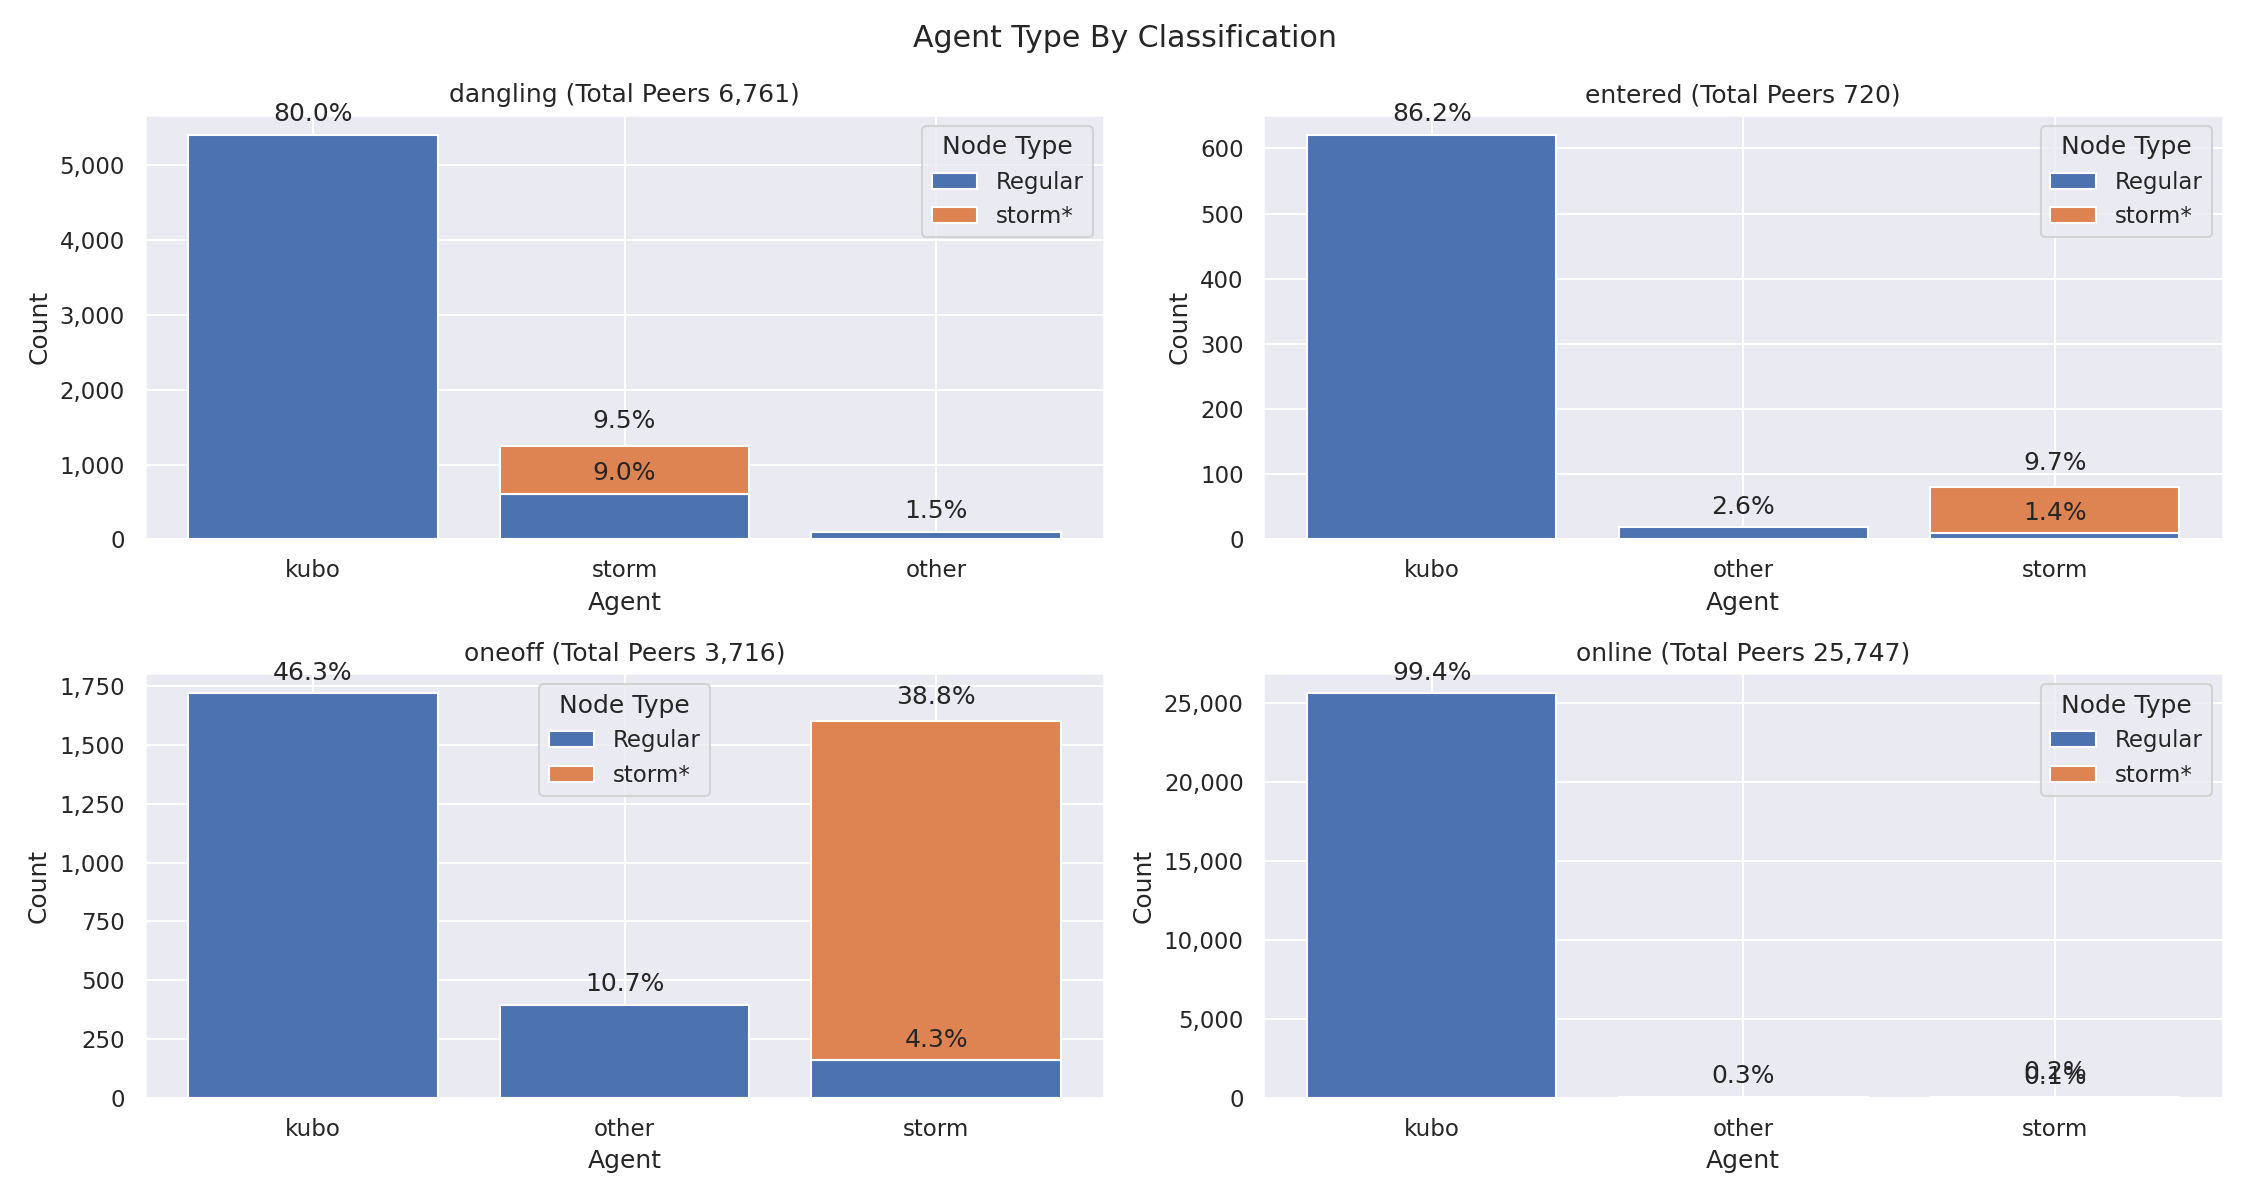 Agent Type By Classification
dangling (Total Peers 6,761)
80.0%
9.5%
9.0%
1.5%
Node Type
Regular
storm*
5,000
4,000
3,000
2,000
1,000
0
Count
kubo
storm
other
Agent
entered (Total Peers 720)
86.2%
2.6%
9.7%
1.4%
Node Type
Regular
storm*
600
500
400
300
200
100
0
Count
kubo
other
storm
Agent
oneoff (Total Peers 3,716)
46.3%
10.7%
38.8%
4.3%
Node Type
Regular
storm*
1,750
1,500
1,250
1,000
750
500
250
0
Count
kubo
other
storm
Agent
online (Total Peers 25,747)
99.4%
0.3%
0.2%
0.1%
Node Type
Regular
storm*
25,000
20,000
15,000
10,000
5,000
0
Count
kubo
other
storm
Agent